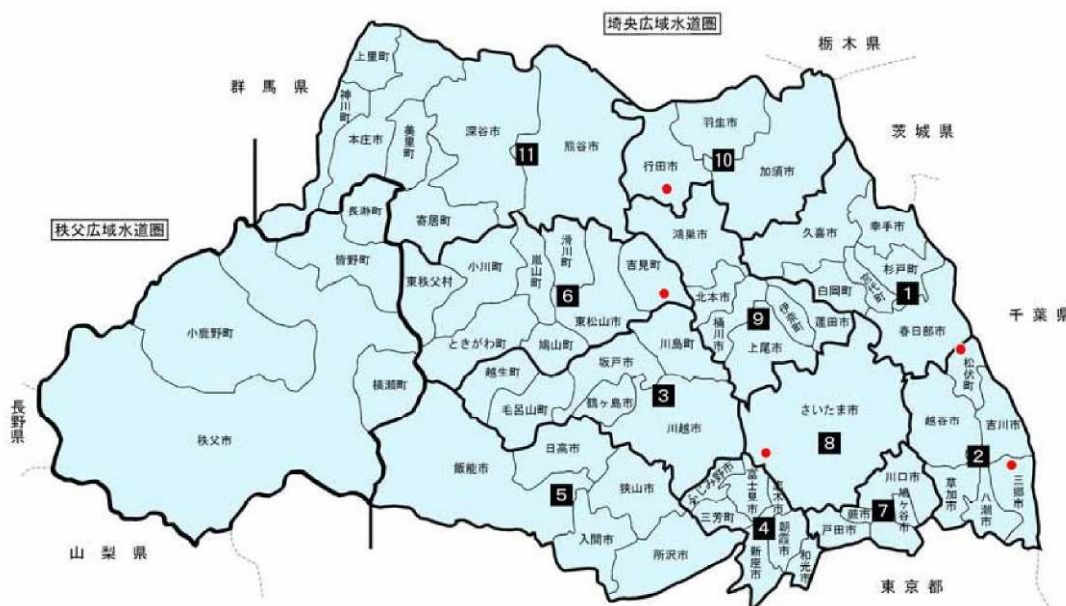 埼央広域水道圏
栃木県
群馬県
上里町
神川町
本庄市
美里町
深谷市
11
熊谷市
羽生市
行田市
10
加須市
茨城県
秩父広域水道圏
長瀞町
寄居町
皆野町
鴻巣市
久喜市
幸手市
杉戸町
宮代町
1
白岡町
春日部市
千葉県
東秩父村
小川町
嵐山町
滑川町
吉見町
6
東松山市
ときがわ町
鳩山町
北本市
桶川市
9
伊奈町
蓮田市
上尾市
小鹿野町
横瀬町
秩父市
長野県
越生町
毛呂山町
坂戸市
鶴ヶ島市
川島町
3
川越市
さいたま市
8
松伏町
越谷市
吉川市
2
三郷市
草加市
八潮市
飯能市
日高市
5
狭山市
入間市
所沢市
ふじみ野市
富士見市
三芳町
志木市
4
朝霞市
新座市
和光市
川口市
鳩ヶ谷市
7
蕨市
戸田市
山梨県
東京都